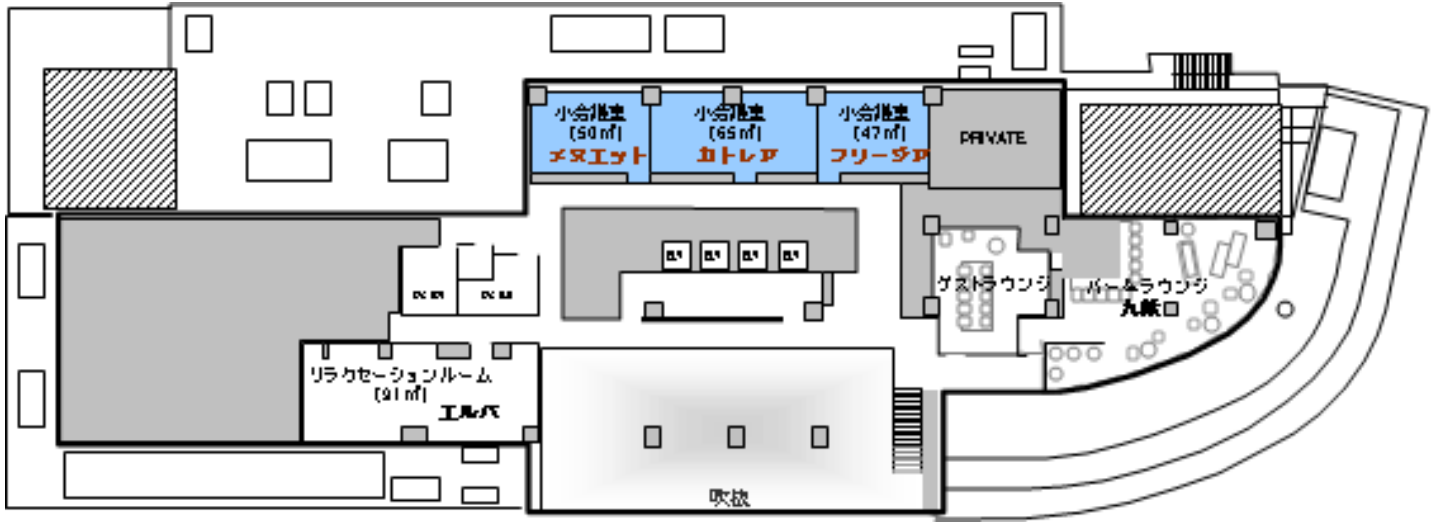 小会議室
(50㎡)
メヌエット
小会議室
(65㎡)
カトレア
小会議室
(47㎡)
フリージア
PRIVATE
ゲストラウンジ
バー&ラウンジ
リラクセーションルーム
(91㎡)
エルバ
吹抜